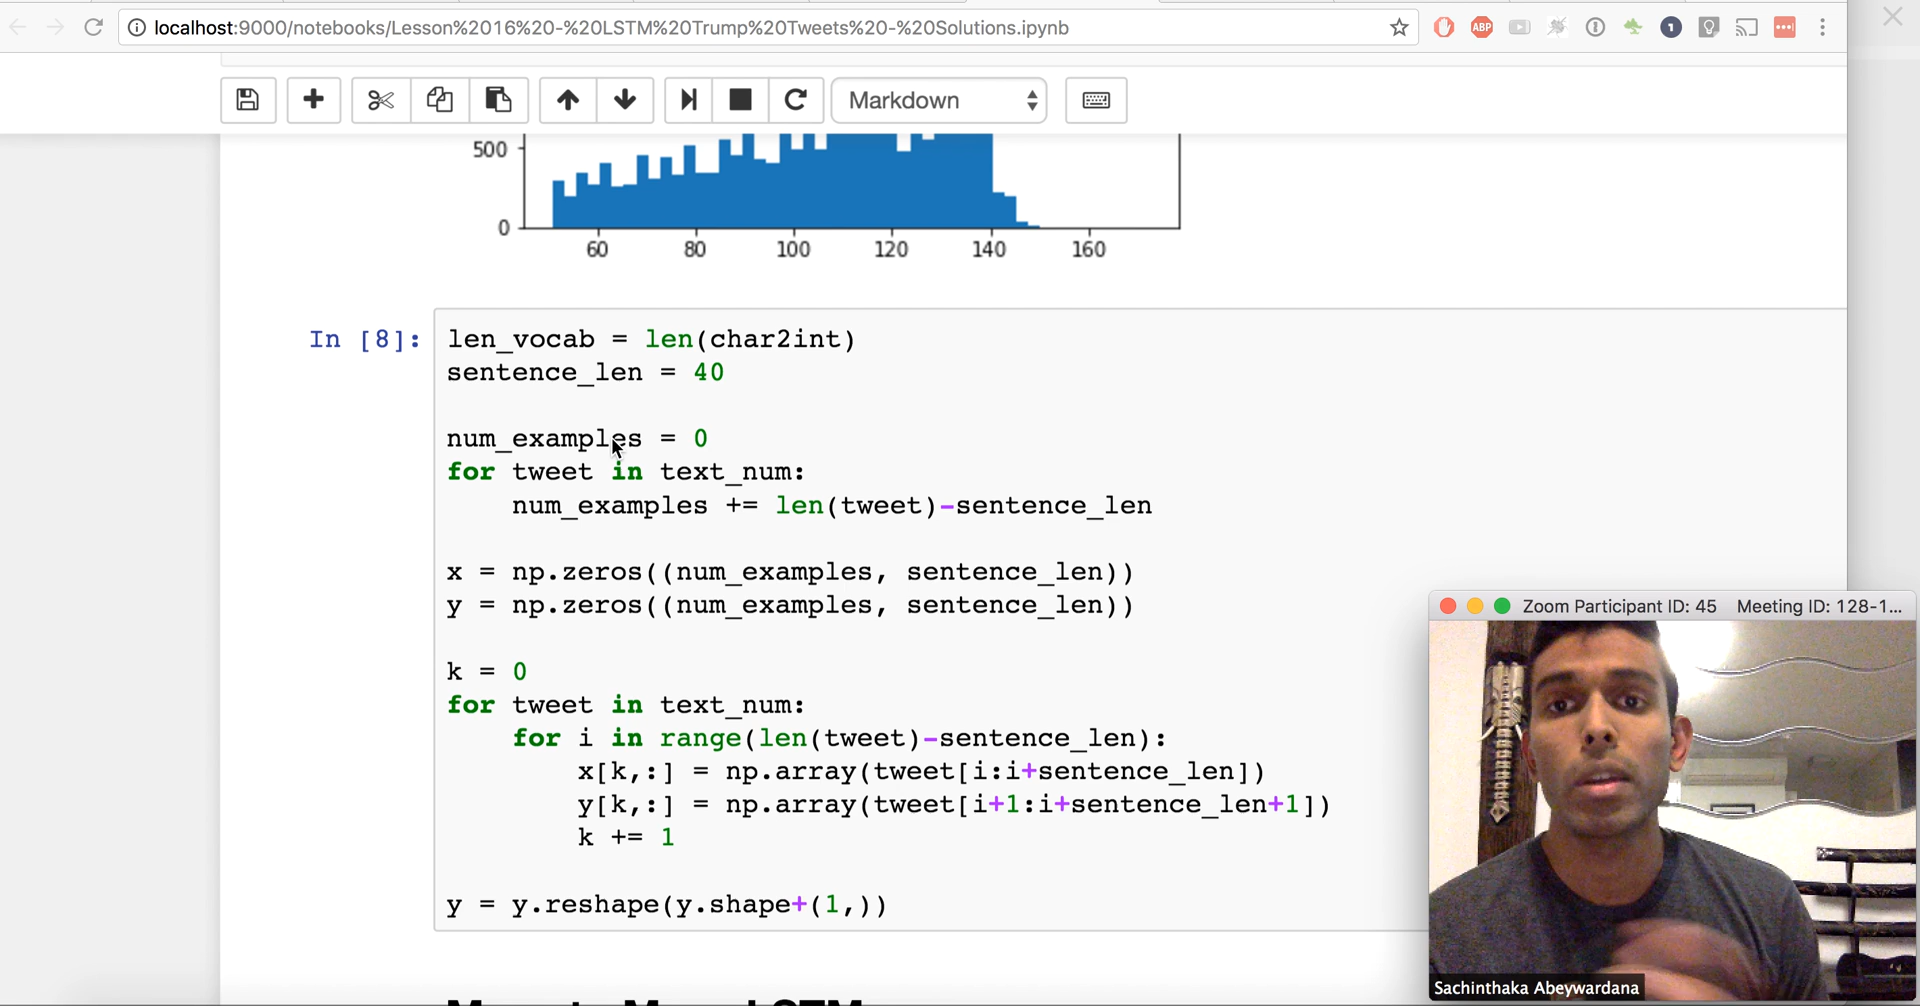 localhost:9000/notebooks/Lesson%2016%20-%20LSTM%20Trump%20Tweets%20-%20Solutions.ipynb
ABP
1
Markdown
500
0
60 80 100 120 140 160
In [8]:
len_vocab = len(char2int)
sentence_len = 40
num_examples = 0
for tweet in text_num:
    num_examples += len(tweet)-sentence_len
x = np.zeros((num_examples, sentence_len))
y = np.zeros((num_examples, sentence_len))
k = 0
for tweet in text_num:
    for i in range(len(tweet)-sentence_len):
        x[k,:] = np.array(tweet[i:i+sentence_len])
        y[k,:] = np.array(tweet[i+1:i+sentence_len+1])
        k += 1
y = y.reshape(y.shape+(1,))
Zoom Participant ID: 45 Meeting ID: 128-1...
Sachinthaka Abeywardana